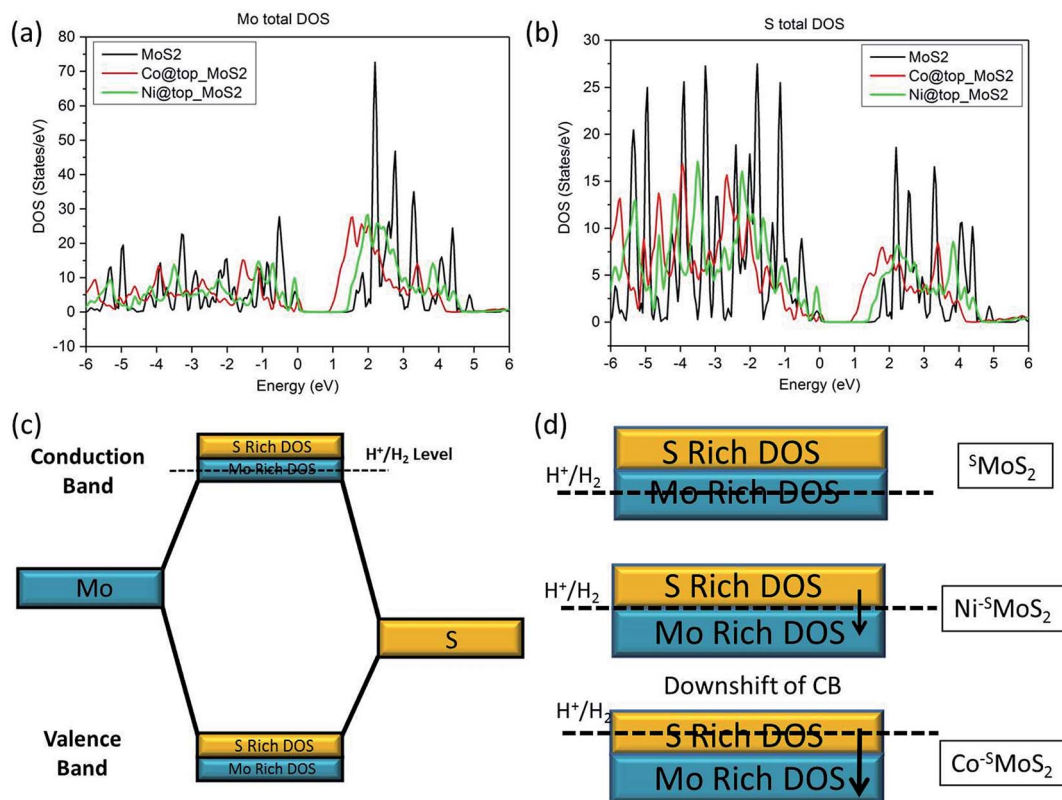 (a)
Mo total DOS
MoS2
Co@top_MoS2
Ni@top_MoS2
DOS (States/eV)
80
70
60
50
40
30
20
10
0
-10
-6 -5 -4 -3 -2 -1 0 1 2 3 4 5 6
Energy (eV)
(b)
S total DOS
MoS2
Co@top_MoS2
Ni@top_MoS2
DOS (States/eV)
30
25
20
15
10
5
0
-6 -5 -4 -3 -2 -1 0 1 2 3 4 5 6
Energy (eV)
(c)
Conduction
Band
S Rich DOS
Mo Rich DOS
H⁺/H₂ Level
Mo
S
Valence
Band
S Rich DOS
Mo Rich DOS
(d)
S Rich DOS
H⁺/H₂
Mo Rich DOS
ˢMoS₂
H⁺/H₂
S Rich DOS
Mo Rich DOS
Ni-ˢMoS₂
Downshift of CB
H⁺/H₂
S Rich DOS
Mo Rich DOS
Co-ˢMoS₂